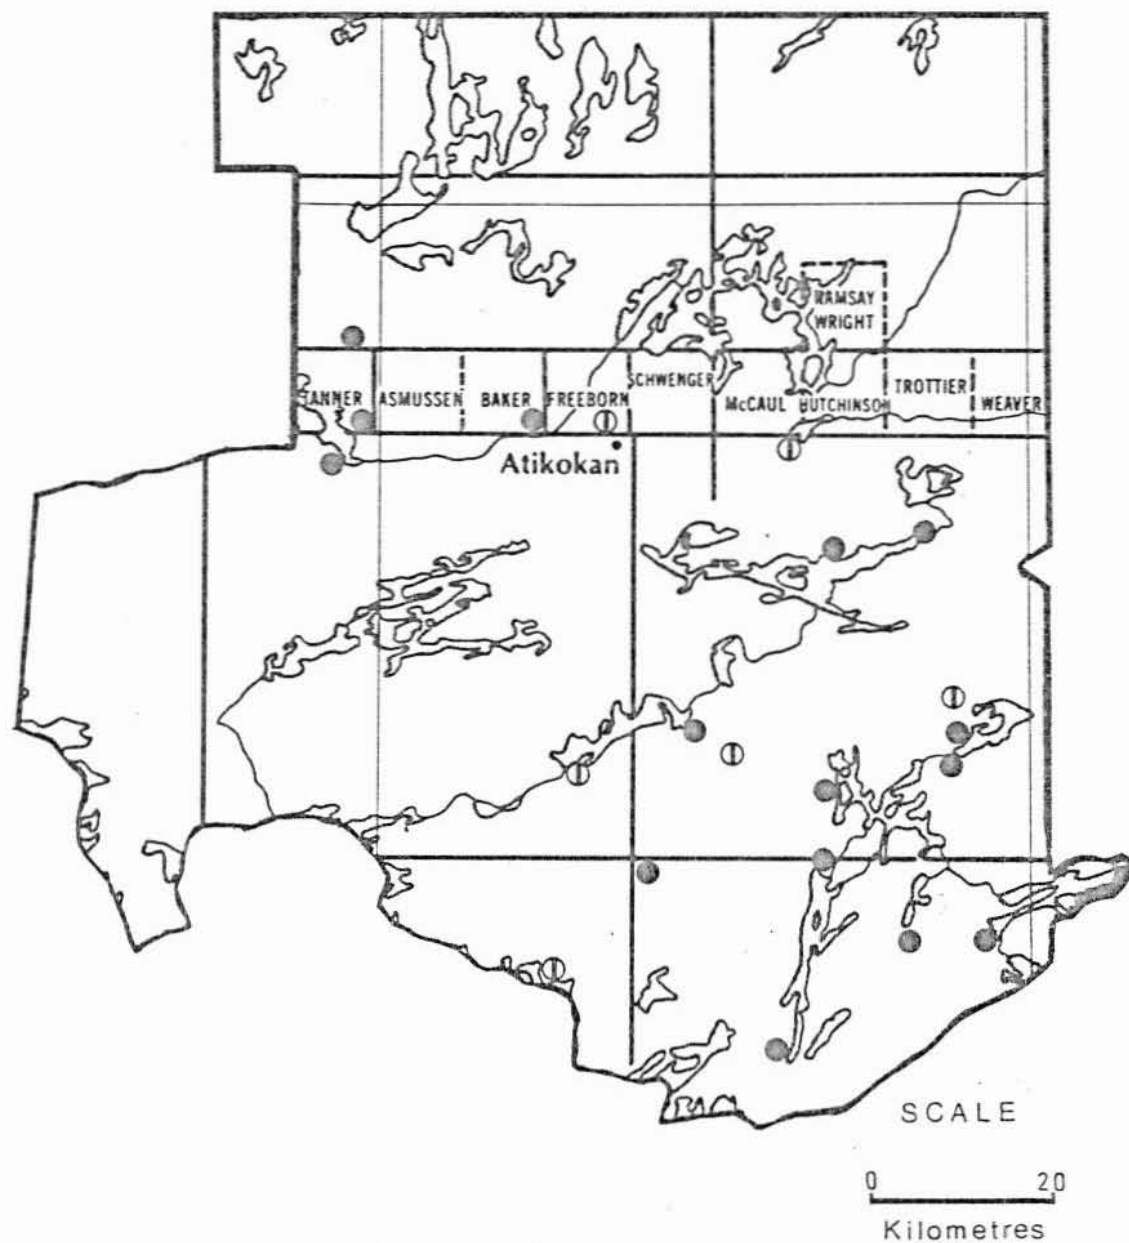 RAMSAY
WRIGHT
TANNER
ASMUSSEN
BAKER
FREEBORN
SCHWENGER
McCAUL
HUTCHINSON
TROTTIER
WEAVER
Atikokan
SCALE
0 20
Kilometres